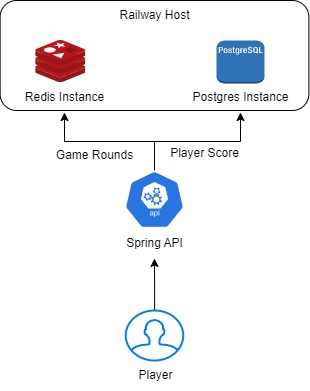 Railway Host
PostgreSQL
Redis Instance
Postgres Instance
Game Rounds
Player Score
api
Spring API
Player